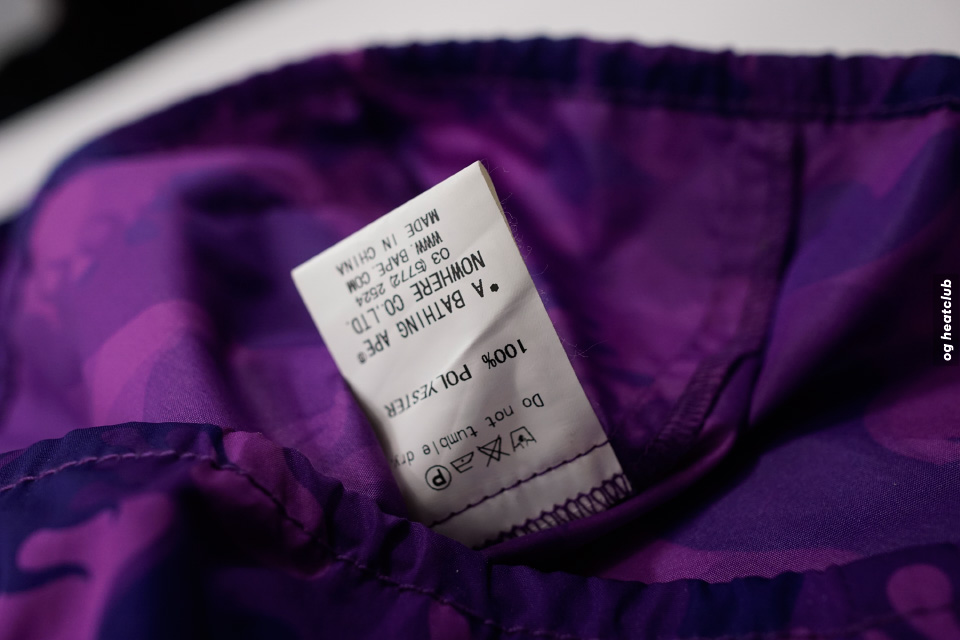 Do not tumble dry
100% POLYESTER
"A BATHING APE®
NOWHERE CO.,LTD.
03 (5772) 2524
WWW. BAPE. COM
MADE IN CHINA
og heatclub